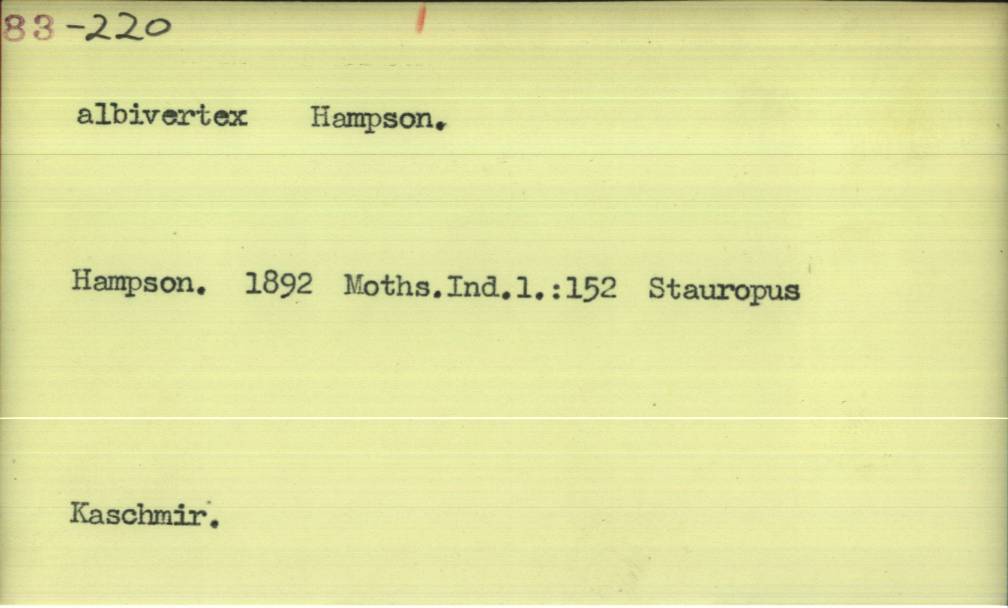 83-220
albivertex Hampson.
Hampson. 1892 Moths.Ind.1.:152 Stauropus
Kaschmir.